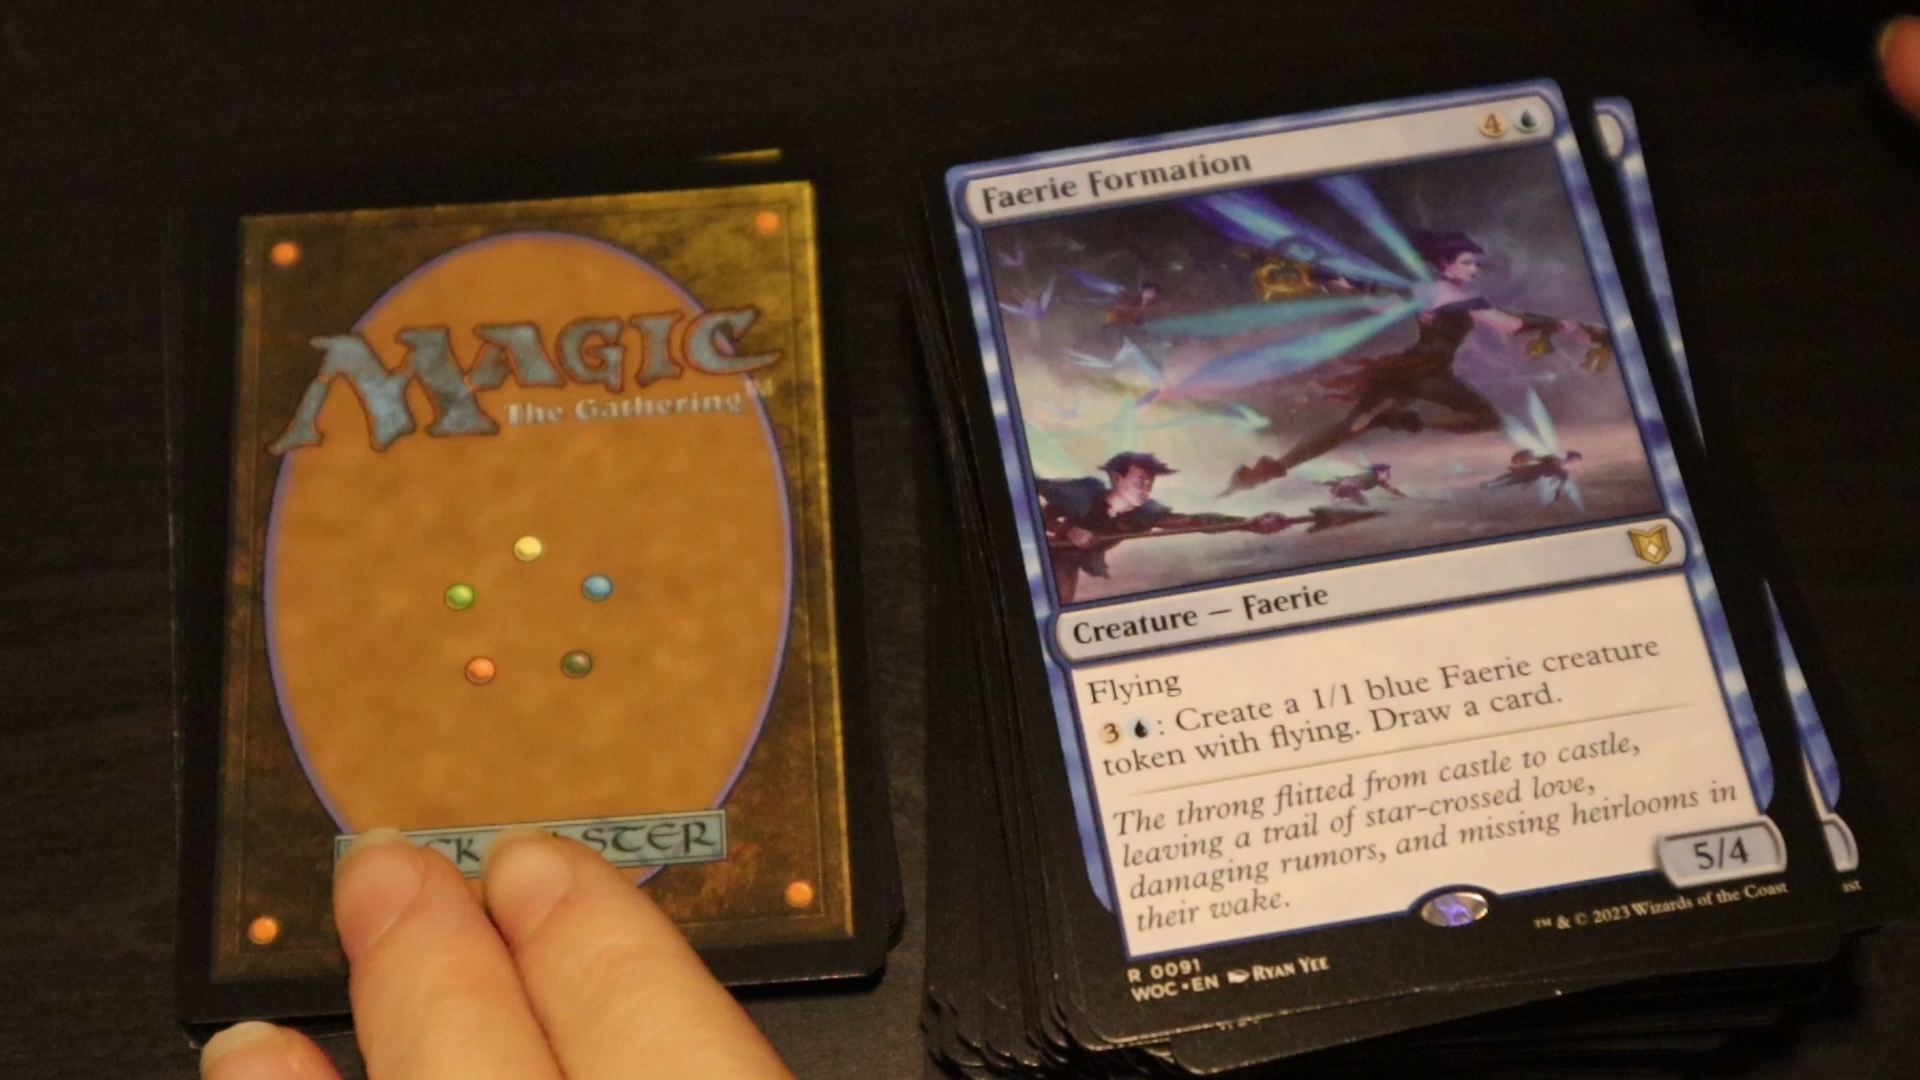 MAGIC
The Gathering
Faerie Formation
4
Creature — Faerie
Flying
3 : Create a 1/1 blue Faerie creature
token with flying. Draw a card.
The throng flitted from castle to castle,
leaving a trail of star-crossed love,
damaging rumors, and missing heirlooms in
their wake.
5/4
R 0091
WOC • EN RYAN YEE
™ & © 2023 Wizards of the Coast